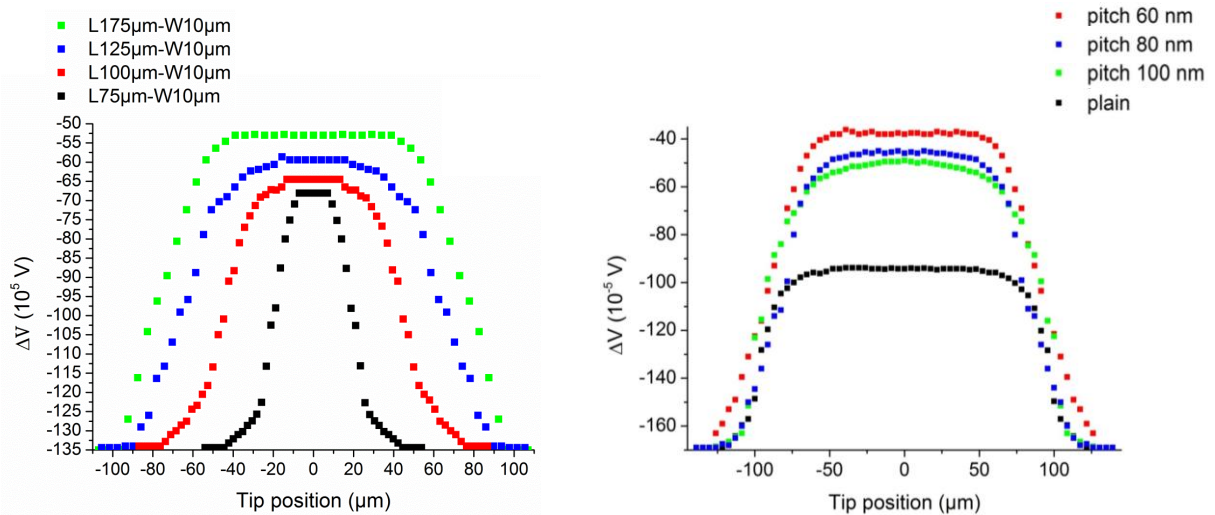 L175µm-W10µm
L125µm-W10µm
L100µm-W10µm
L75µm-W10µm
-50
-55
-60
-65
-70
-75
-80
-85
-90
-95
-100
-105
-110
-115
-120
-125
-130
-135
ΔV (10⁵ V)
-100 -80 -60 -40 -20 0 20 40 60 80 100
Tip position (µm)
pitch 60 nm
pitch 80 nm
pitch 100 nm
plain
-40
-60
-80
-100
-120
-140
-160
ΔV (10⁻⁵ V)
-100 -50 0 50 100
Tip position (µm)